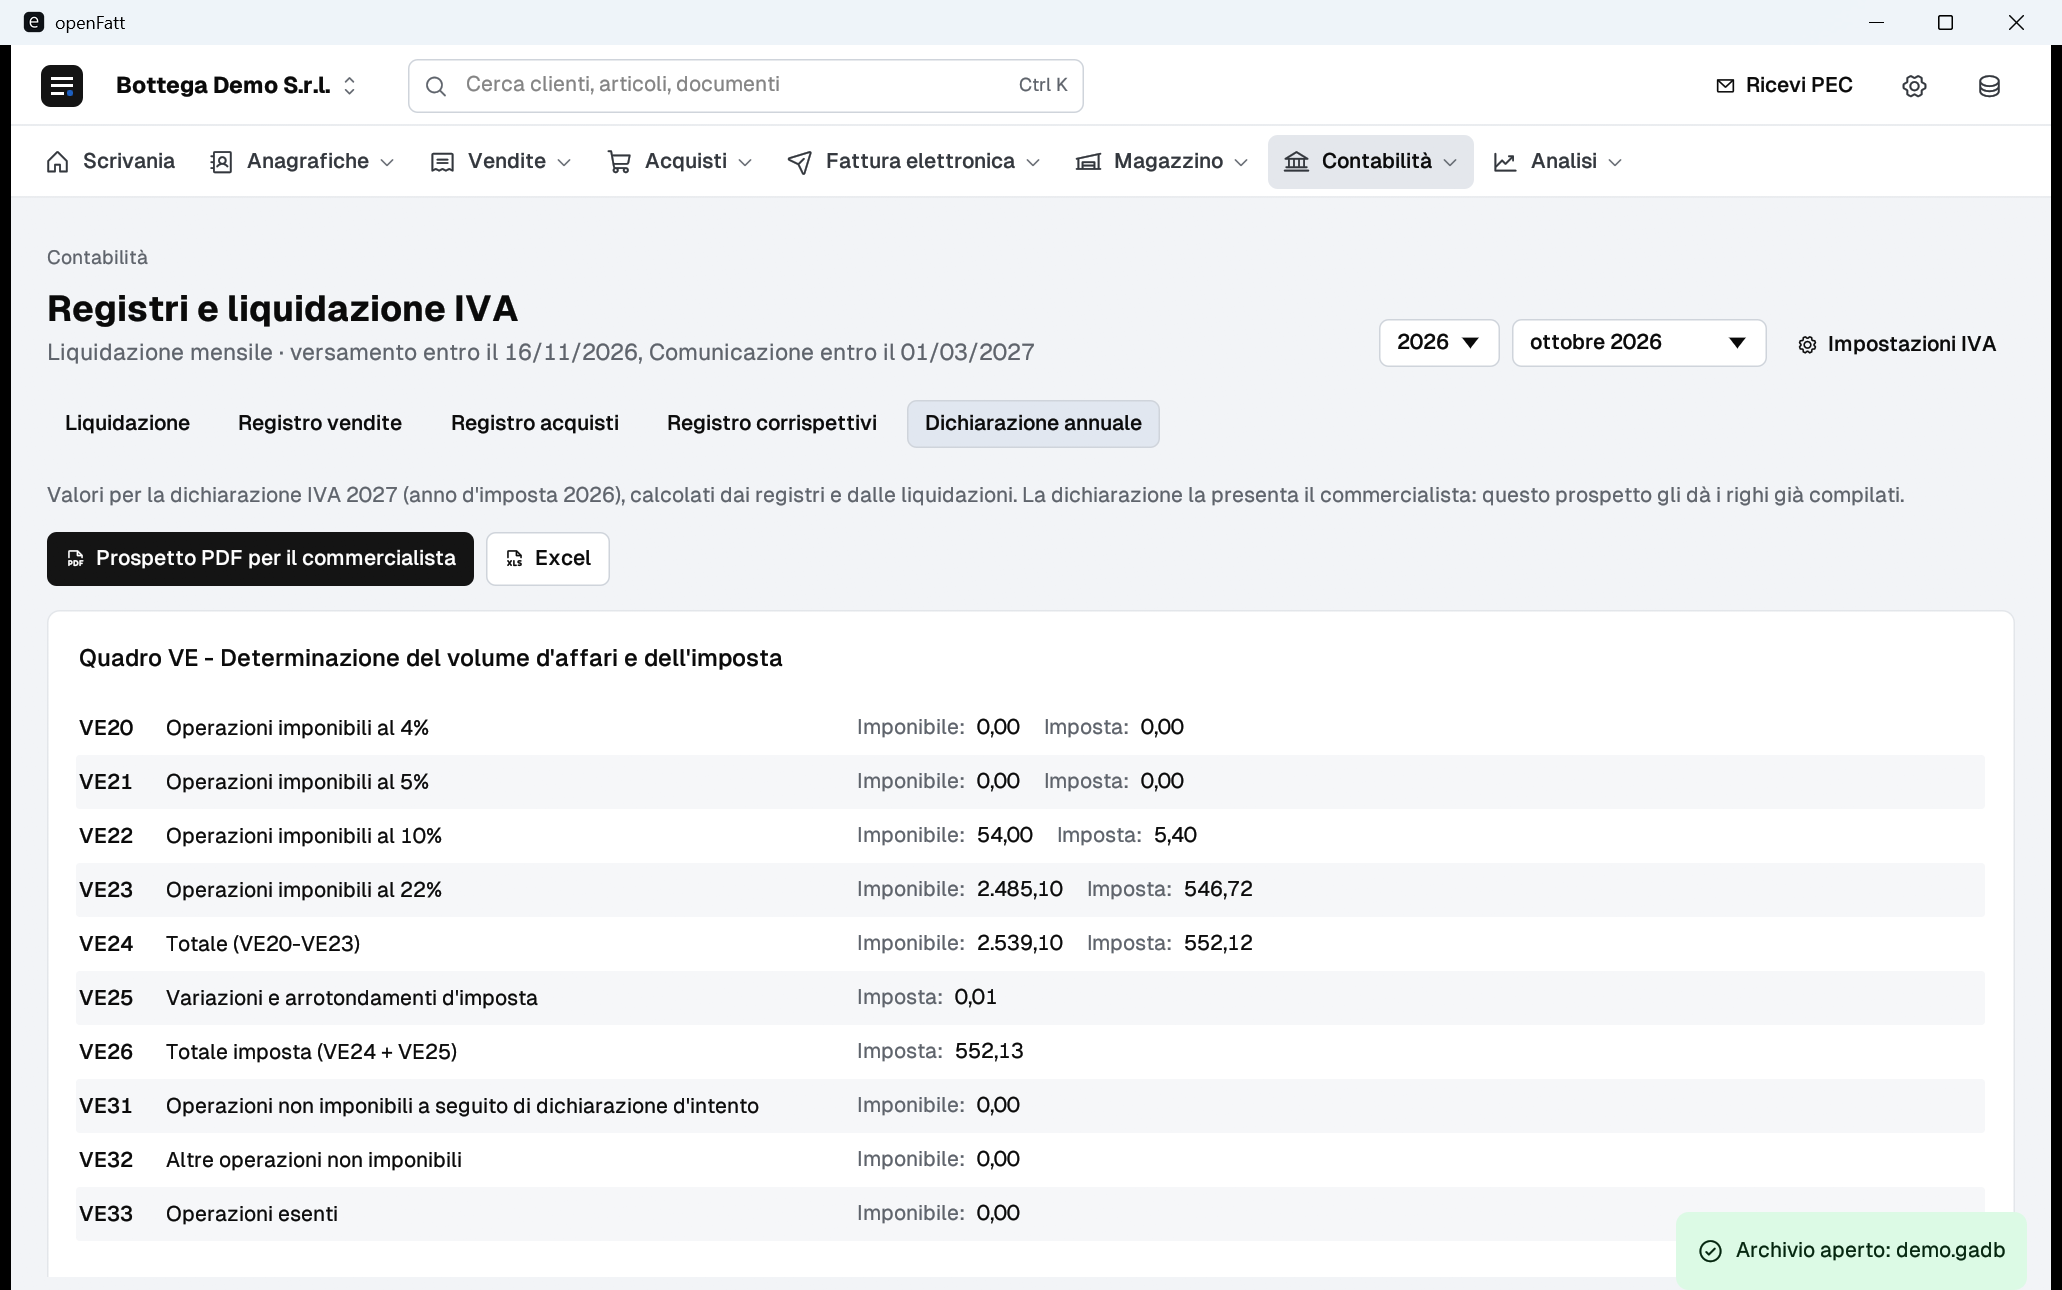 openFatt
Bottega Demo S.r.l.
Cerca clienti, articoli, documenti
Ctrl K
Ricevi PEC
Scrivania
Anagrafiche
Vendite
Acquisti
Fattura elettronica
Magazzino
Contabilità
Analisi
Contabilità
Registri e liquidazione IVA
Liquidazione mensile · versamento entro il 16/11/2026, Comunicazione entro il 01/03/2027
2026
ottobre 2026
Impostazioni IVA
Liquidazione
Registro vendite
Registro acquisti
Registro corrispettivi
Dichiarazione annuale
Valori per la dichiarazione IVA 2027 (anno d'imposta 2026), calcolati dai registri e dalle liquidazioni. La dichiarazione la presenta il commercialista: questo prospetto gli dà i righi già compilati.
PDF Prospetto PDF per il commercialista
XLS Excel
Quadro VE - Determinazione del volume d'affari e dell'imposta
VE20 Operazioni imponibili al 4% Imponibile: 0,00 Imposta: 0,00
VE21 Operazioni imponibili al 5% Imponibile: 0,00 Imposta: 0,00
VE22 Operazioni imponibili al 10% Imponibile: 54,00 Imposta: 5,40
VE23 Operazioni imponibili al 22% Imponibile: 2.485,10 Imposta: 546,72
VE24 Totale (VE20-VE23) Imponibile: 2.539,10 Imposta: 552,12
VE25 Variazioni e arrotondamenti d'imposta Imposta: 0,01
VE26 Totale imposta (VE24 + VE25) Imposta: 552,13
VE31 Operazioni non imponibili a seguito di dichiarazione d'intento Imponibile: 0,00
VE32 Altre operazioni non imponibili Imponibile: 0,00
VE33 Operazioni esenti Imponibile: 0,00
Archivio aperto: demo.gadb